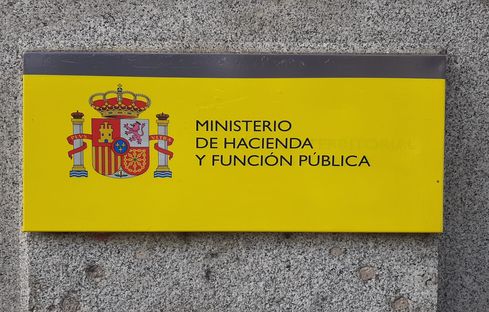 MINISTERIO
DE HACIENDA
Y FUNCIÓN PÚBLICA